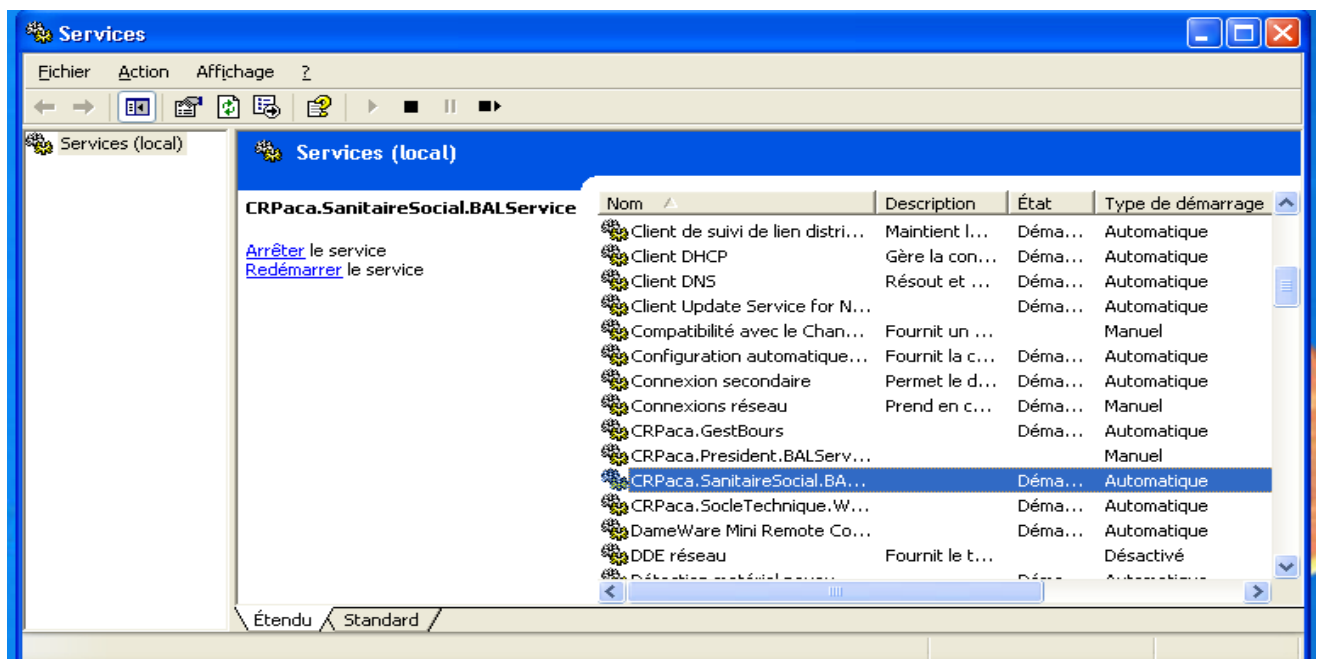 Services
Fichier Action Affichage ?
Services (local)
Services (local)
CRPaca.SanitaireSocial.BALService
Arrêter le service
Redémarrer le service
Nom Description État Type de démarrage
Client de suivi de lien distri... Maintient l... Déma... Automatique
Client DHCP Gère la con... Déma... Automatique
Client DNS Résout et ... Déma... Automatique
Client Update Service for N... Déma... Automatique
Compatibilité avec le Chan... Fournit un ... Manuel
Configuration automatique... Fournit la c... Déma... Automatique
Connexion secondaire Permet le d... Déma... Automatique
Connexions réseau Prend en c... Déma... Manuel
CRPaca.GestBours Déma... Automatique
CRPaca.President.BALServ... Manuel
CRPaca.SanitaireSocial.BA... Déma... Automatique
CRPaca.SocleTechnique.W... Déma... Automatique
DameWare Mini Remote Co... Déma... Automatique
DDE réseau Fournit le t... Désactivé
Étendu Standard